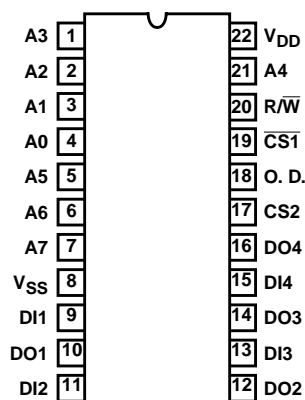 A3 1 22 VDD
A2 2 21 A4
A1 3 20 R/W̅
A0 4 19 C̅S̅1̅
A5 5 18 O. D.
A6 6 17 CS2
A7 7 16 DO4
VSS 8 15 DI4
DI1 9 14 DO3
DO1 10 13 DI3
DI2 11 12 DO2